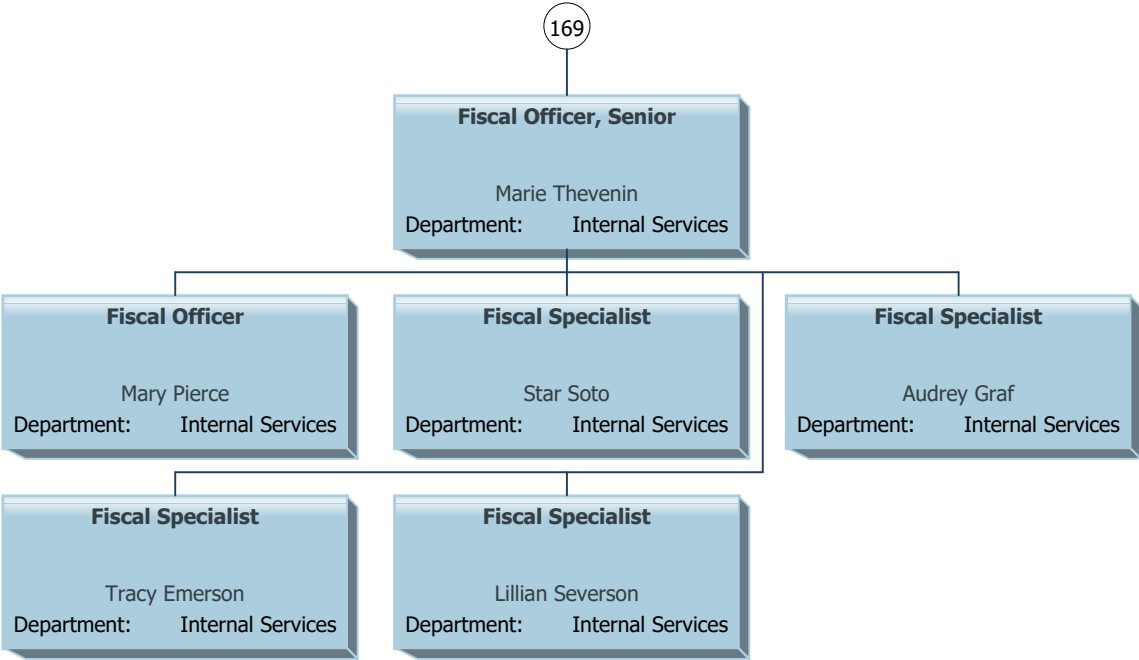 169
Fiscal Officer, Senior
Marie Thevenin
Department: Internal Services
Fiscal Officer
Mary Pierce
Department: Internal Services
Fiscal Specialist
Star Soto
Department: Internal Services
Fiscal Specialist
Audrey Graf
Department: Internal Services
Fiscal Specialist
Tracy Emerson
Department: Internal Services
Fiscal Specialist
Lillian Severson
Department: Internal Services